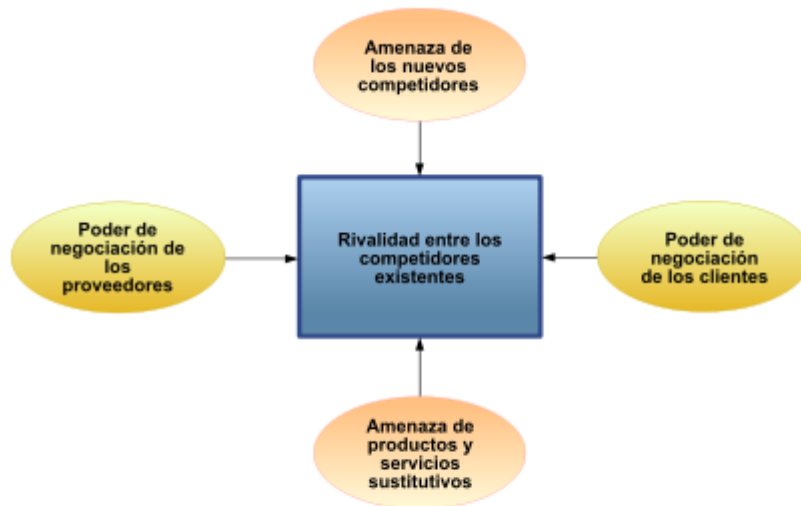 Amenaza de
los nuevos
competidores
Poder de
negociación de
los
proveedores
Rivalidad entre los
competidores
existentes
Poder de
negociación
de los clientes
Amenaza de
productos y
servicios
sustitutivos